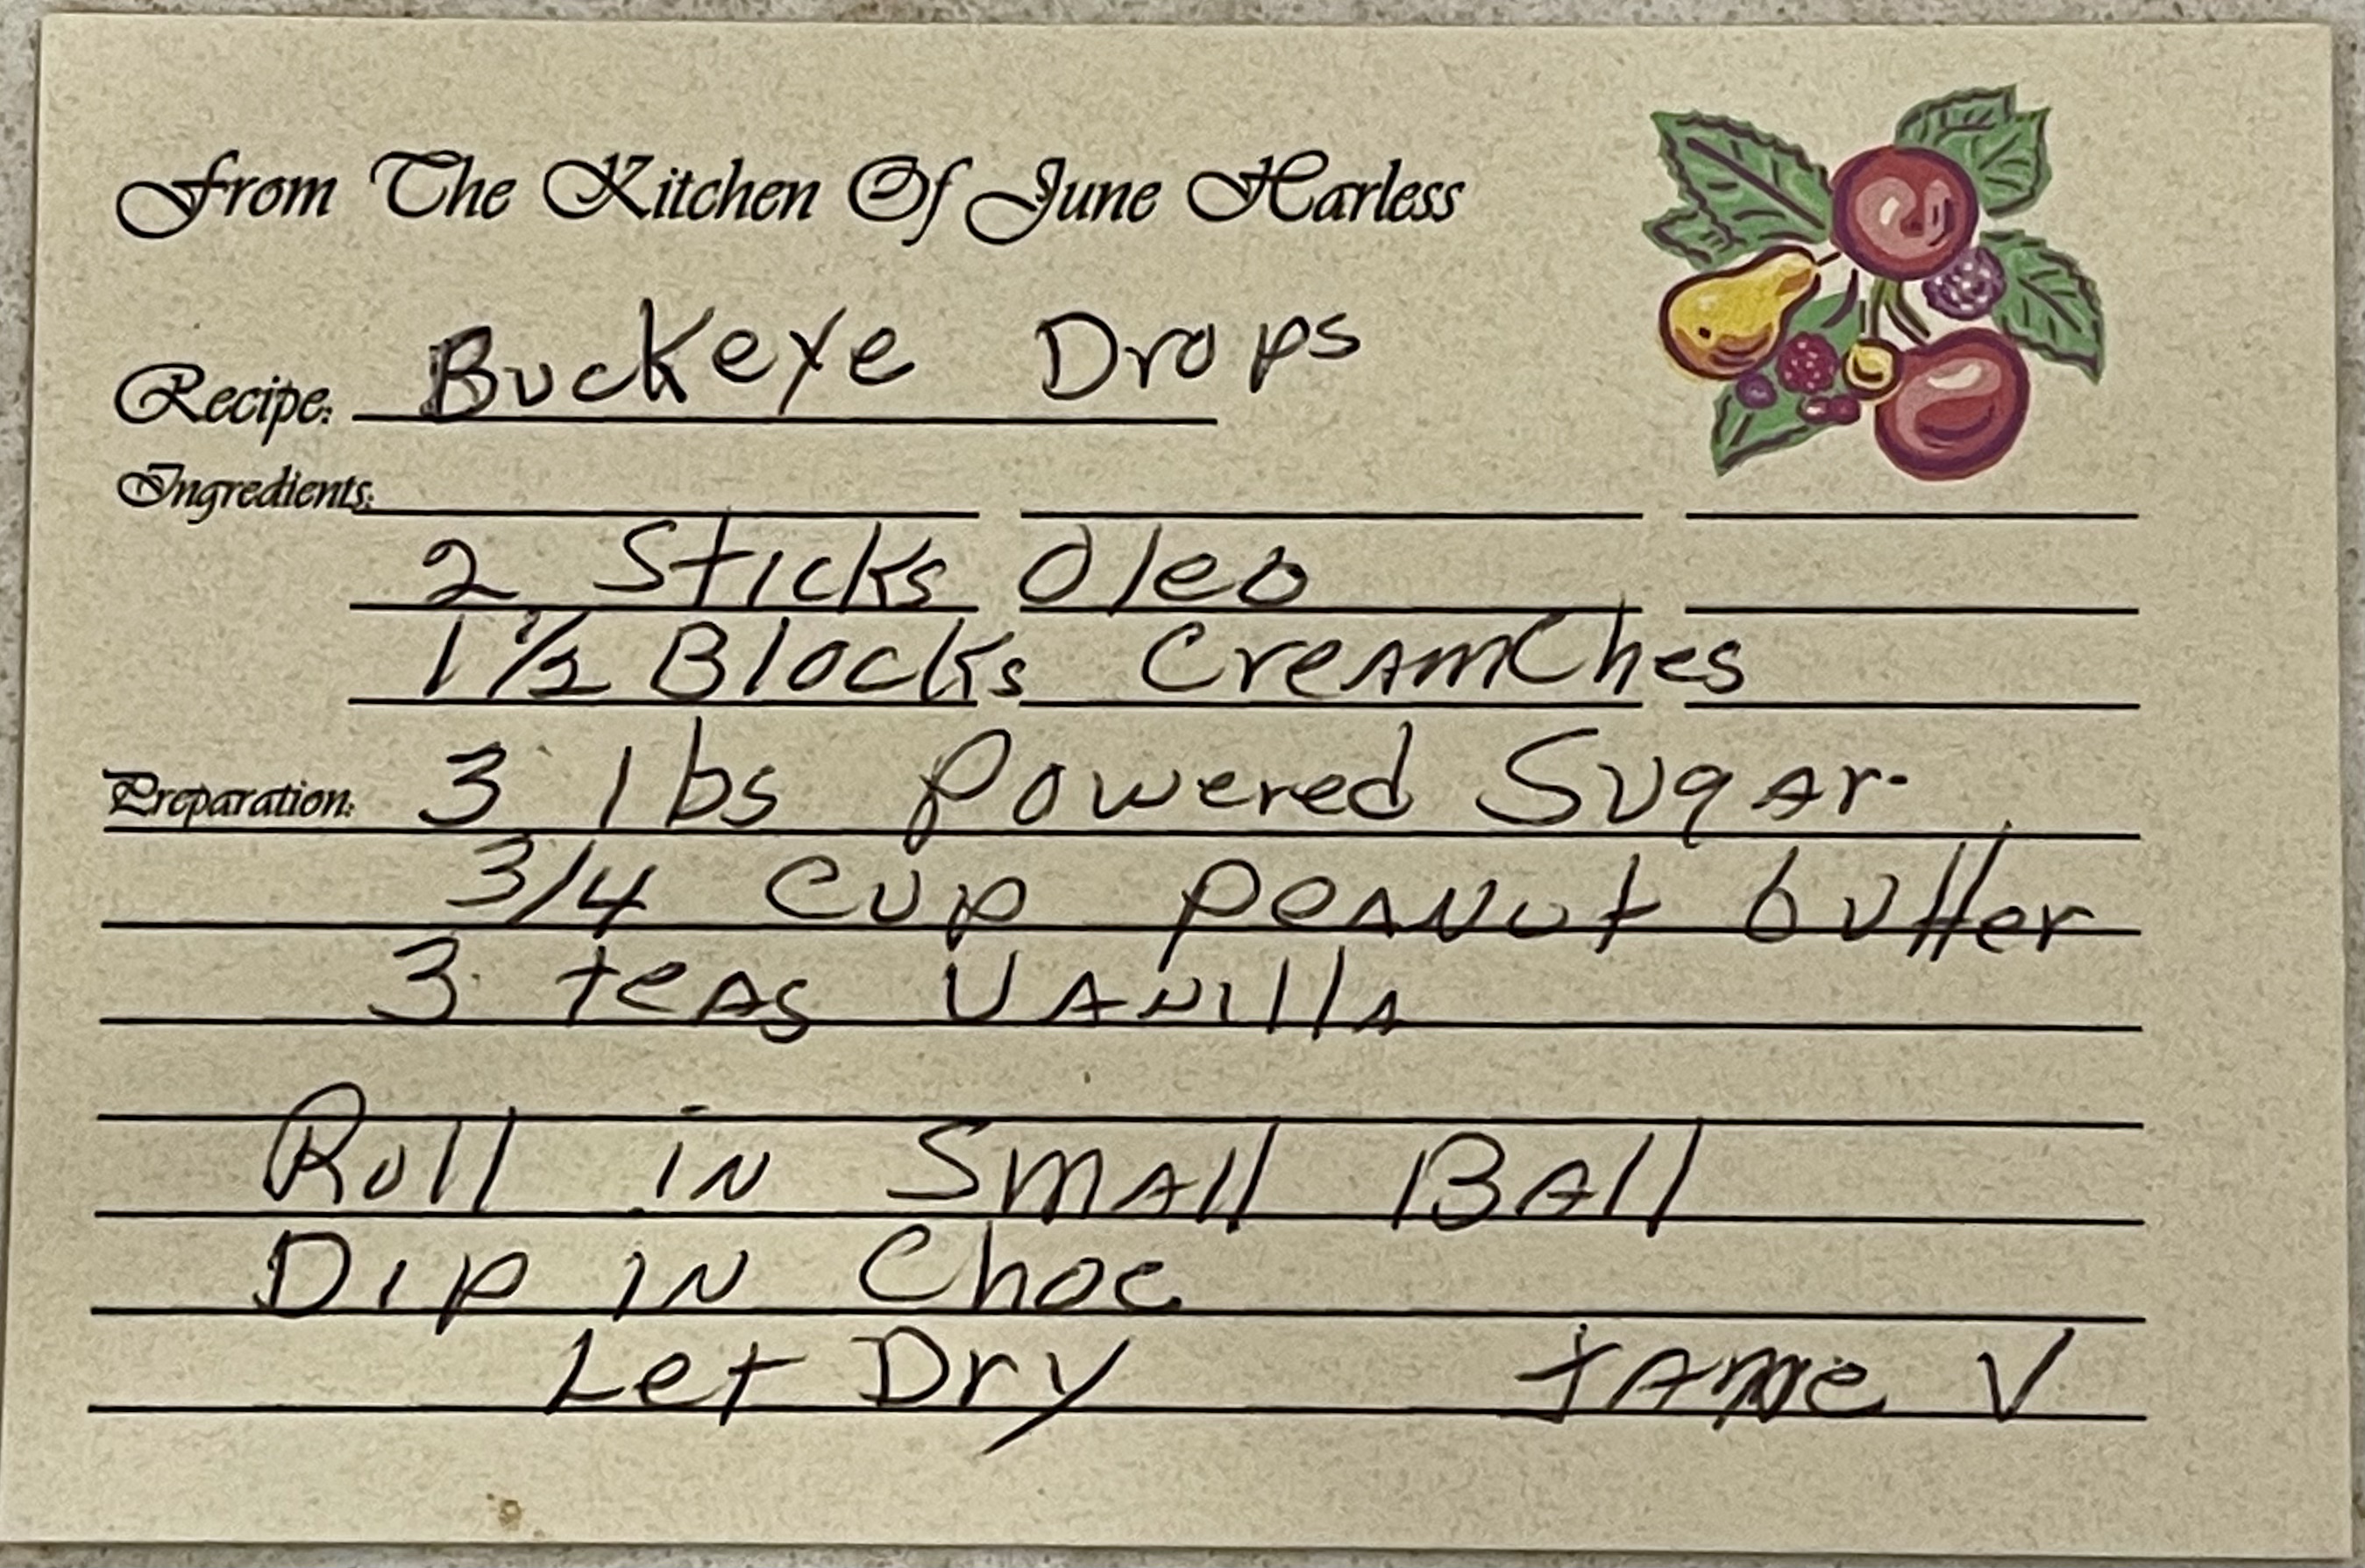 From The Kitchen Of June Harless
Recipe: Buckeye Drops
Ingredients:
2 Sticks Oleo
1 1/2 Blocks CreamChes
Preparation: 3 lbs Powered Sugar
3/4 Cup Peanut butter
3 teas Vanilla
Roll in Small Ball
Dip in Choc
Let Dry V